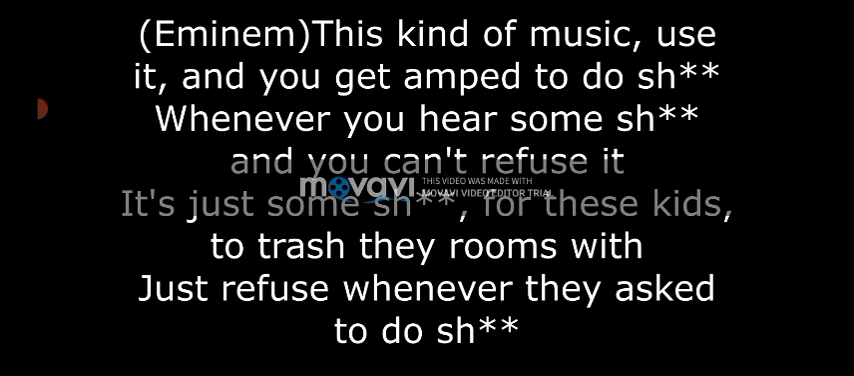 (Eminem)This kind of music, use
it, and you get amped to do sh**
Whenever you hear some sh**
and you can't refuse it
movavi
THIS VIDEO WAS MADE WITH
MOVAVI VIDEO EDITOR TRIAL
It's just some sh**, for these kids,
to trash they rooms with
Just refuse whenever they asked
to do sh**